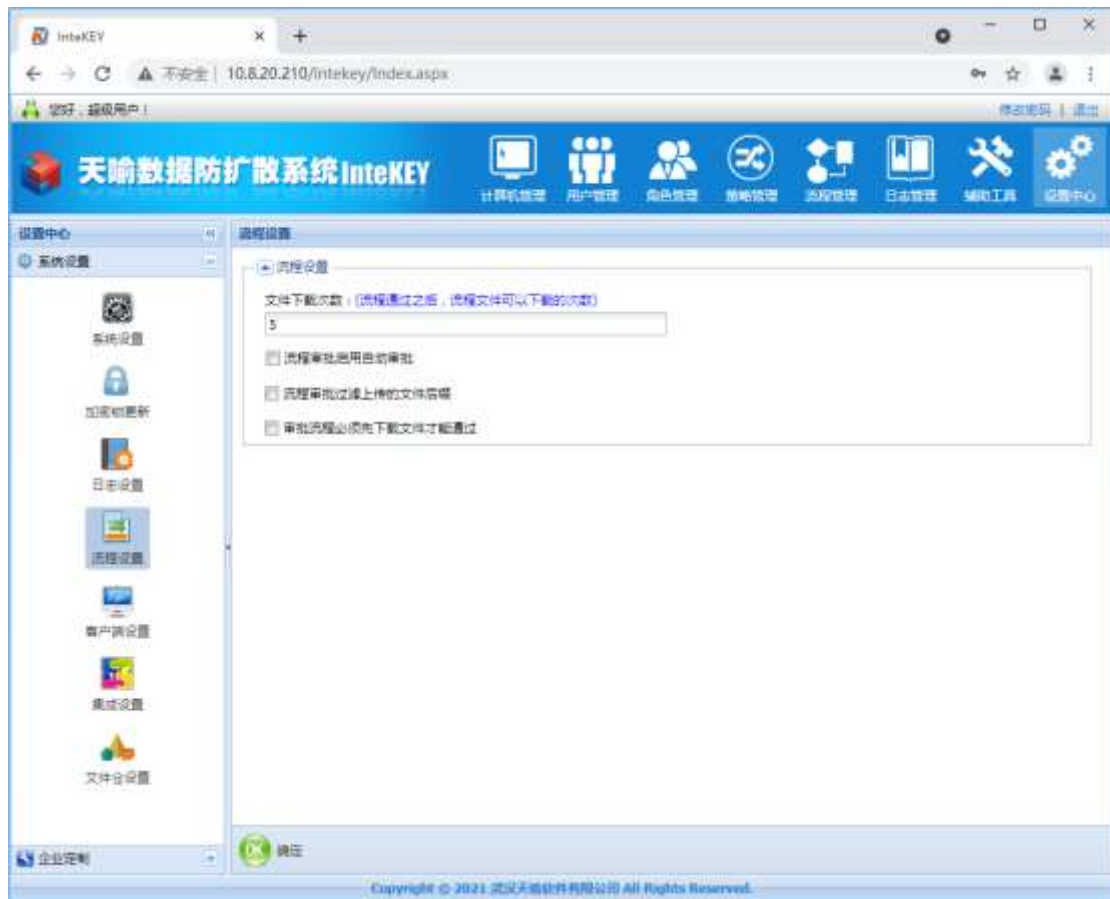 InteKEY
不安全 | 10.8.20.210/intekey/Index.aspx
您好，超级用户！
修改密码 | 退出
天喻数据防扩散系统InteKEY
计算机管理 用户管理 角色管理 策略管理 流程管理 日志管理 辅助工具 设置中心
设置中心
流程设置
系统设置
流程设置
文件下载次数：(流程通过之后，流程文件可以下载的次数)
5
流程审批启用自动审批
流程审批过滤上传的文件后缀
审批流程必须先下载文件才能通过
系统设置
加密锁更新
日志设置
流程设置
客户端设置
集成设置
文件仓设置
企业定制
OK 确定
Copyright © 2021 武汉天喻软件有限公司 All Rights Reserved.